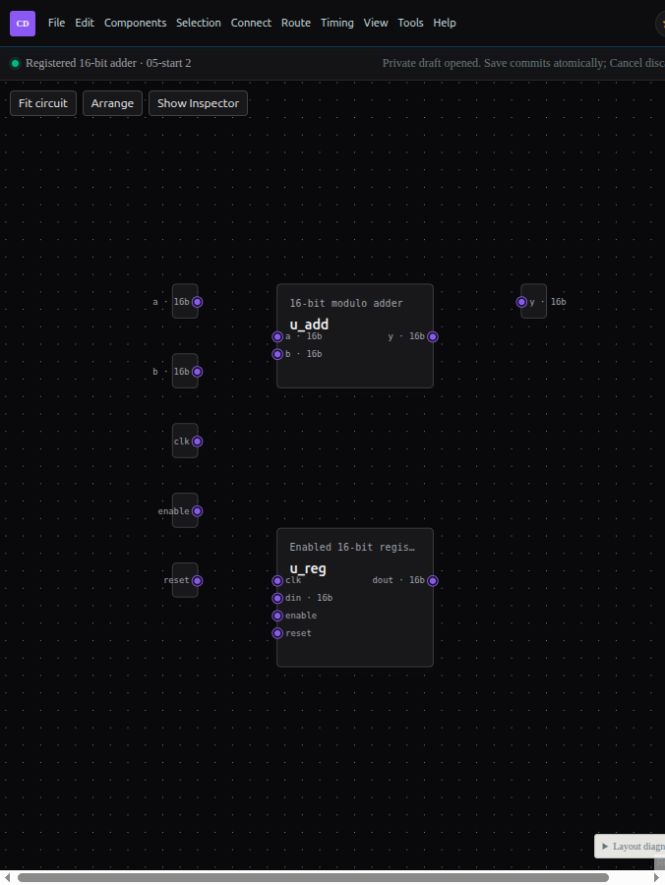 CD File Edit Components Selection Connect Route Timing View Tools Help
Registered 16-bit adder · 05-start 2 Private draft opened. Save commits atomically; Cancel disc
Fit circuit Arrange Show Inspector
16-bit modulo adder
u_add
a · 16b
y · 16b
a · 16b
y · 16b
b · 16b
b · 16b
clk
enable
Enabled 16-bit regis…
u_reg
reset
clk
dout · 16b
din · 16b
enable
reset
Layout diagn